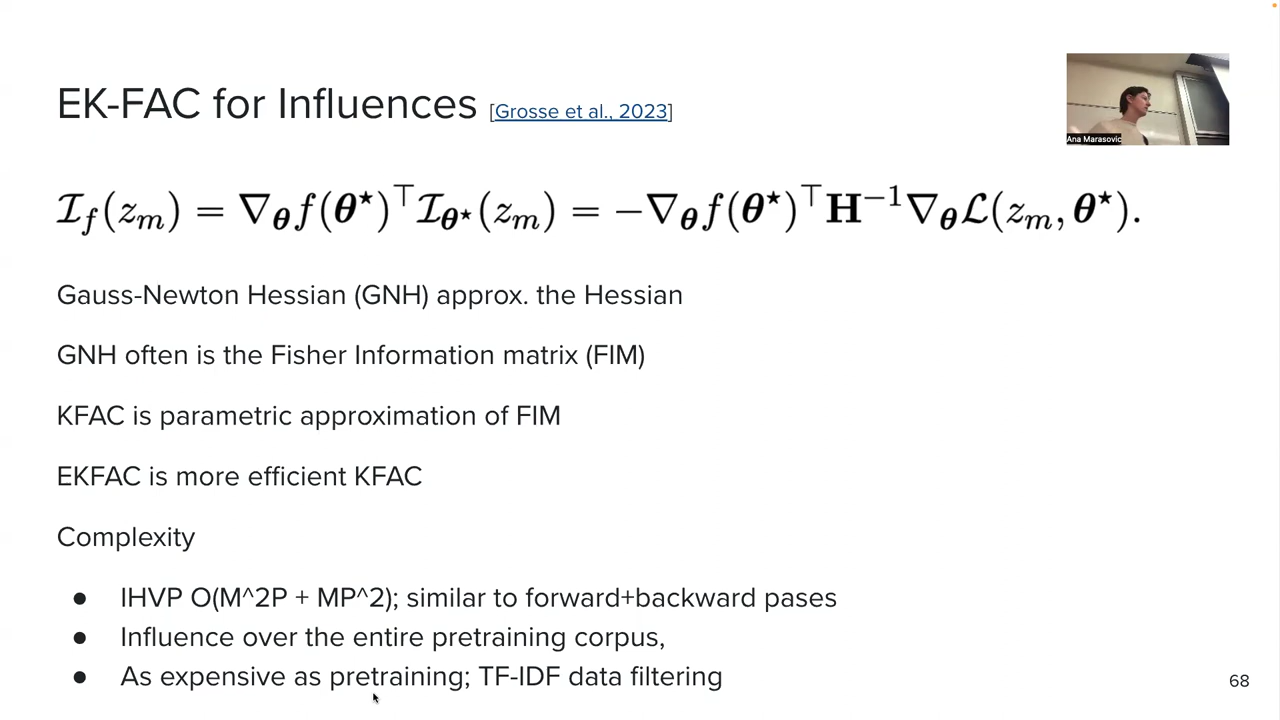 EK-FAC for Influences [Grosse et al., 2023]
Ana Marasovic
𝓘_f(z_m) = ∇_θ f(θ*)^⊤ 𝓘_θ*(z_m) = −∇_θ f(θ*)^⊤ H^−1 ∇_θ 𝓛(z_m, θ*).
Gauss-Newton Hessian (GNH) approx. the Hessian
GNH often is the Fisher Information matrix (FIM)
KFAC is parametric approximation of FIM
EKFAC is more efficient KFAC
Complexity
● IHVP O(M^2P + MP^2); similar to forward+backward pases
● Influence over the entire pretraining corpus,
● As expensive as pretraining; TF-IDF data filtering
68